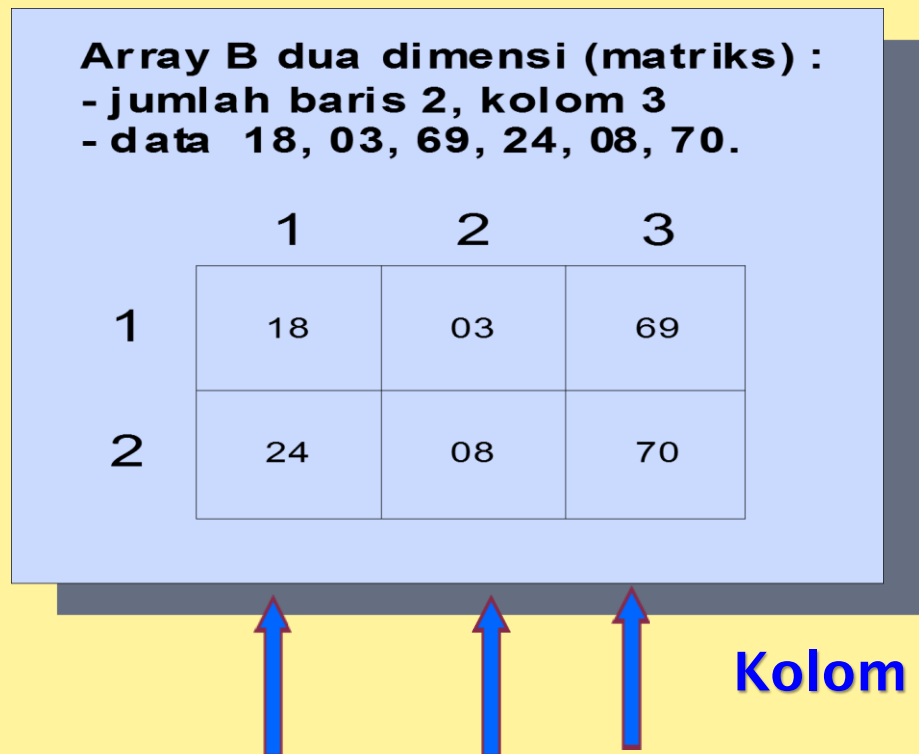 Array B dua dimensi (matriks) :
- jumlah baris 2, kolom 3
- data 18, 03, 69, 24, 08, 70.
1 2 3
1 18 03 69
2 24 08 70
Kolom